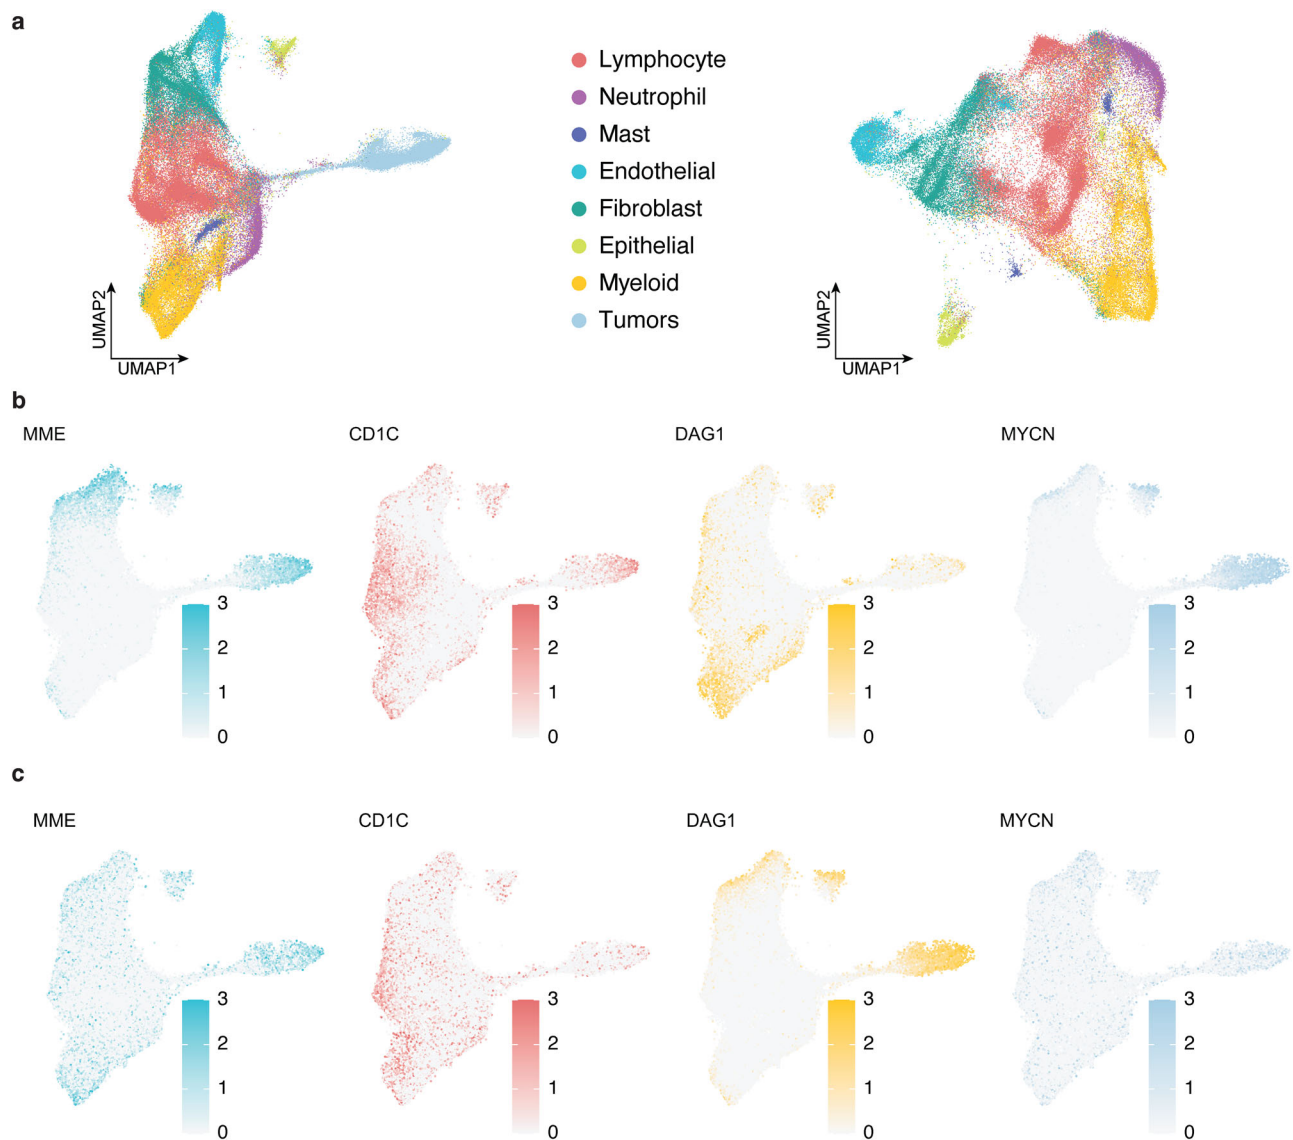 a
Lymphocyte
Neutrophil
Mast
Endothelial
Fibroblast
Epithelial
Myeloid
Tumors
UMAP2
UMAP1
UMAP2
UMAP1
b
MME
CD1C
DAG1
MYCN
3
2
1
0
3
2
1
0
3
2
1
0
3
2
1
0
c
MME
CD1C
DAG1
MYCN
3
2
1
0
3
2
1
0
3
2
1
0
3
2
1
0